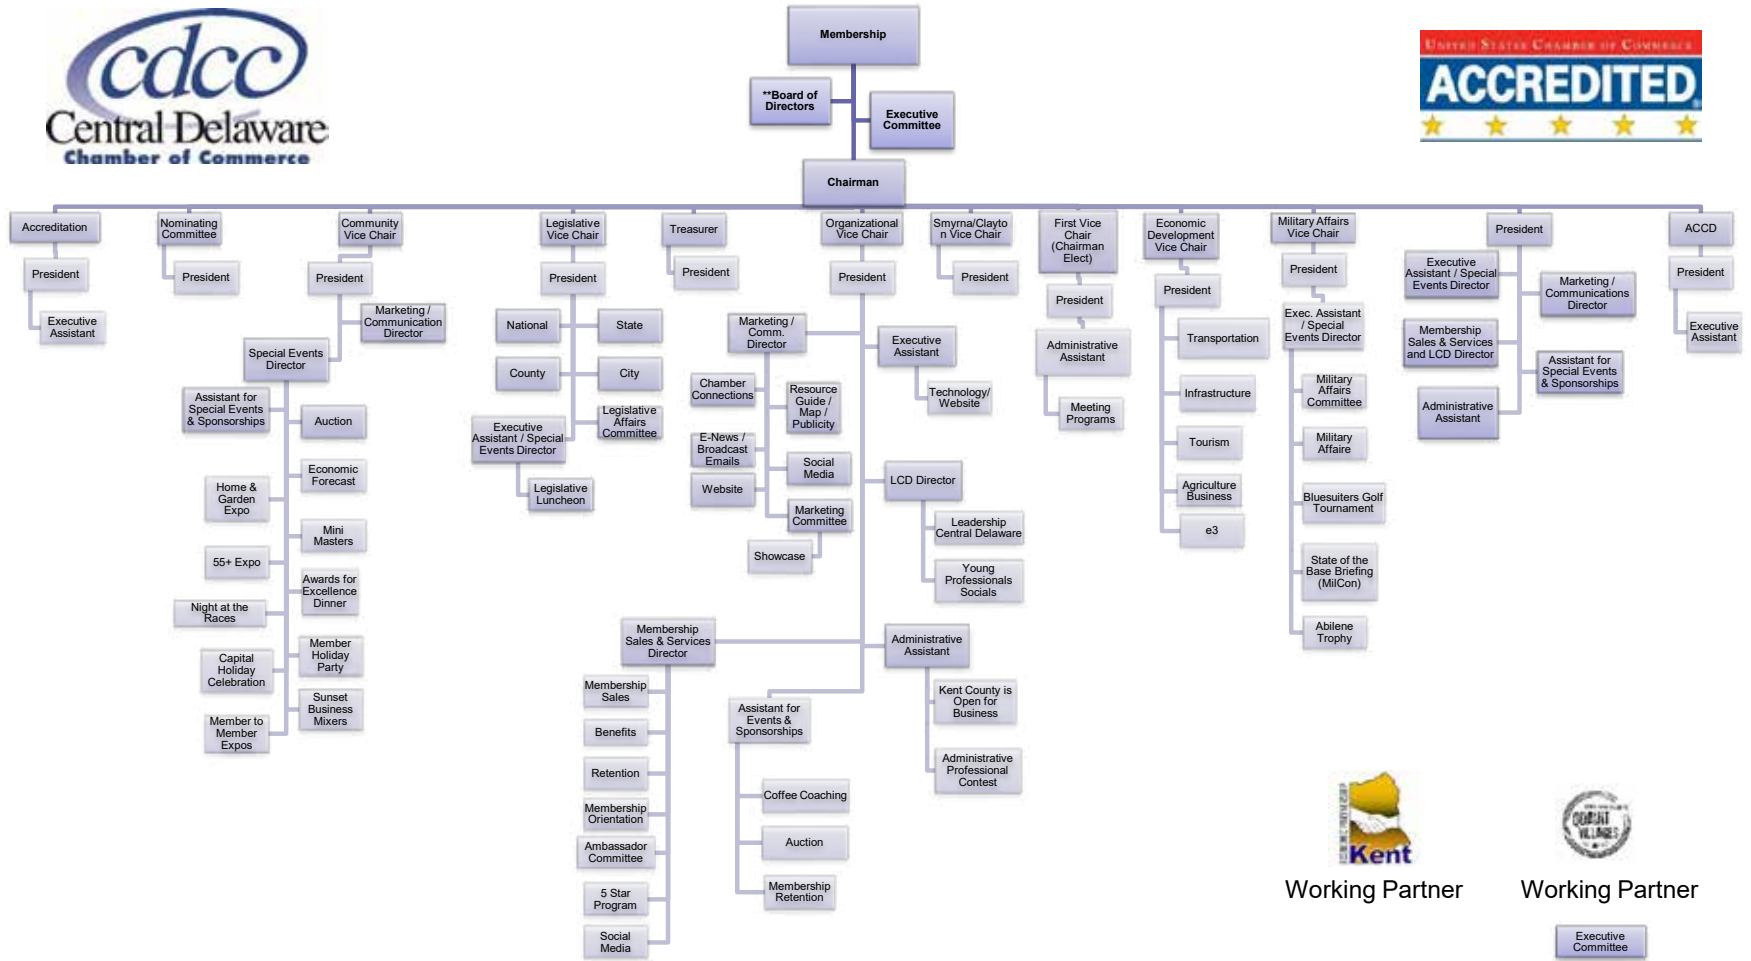 cdcc
Central Delaware
Chamber of Commerce
UNITED STATES CHAMBER OF COMMERCE
ACCREDITED
Membership
**Board of
Directors
Executive
Committee
Chairman
Accreditation
President
Executive
Assistant
Nominating
Committee
President
Community
Vice Chair
President
Marketing /
Communication
Director
Special Events
Director
Assistant for
Special Events
& Sponsorships
Auction
Economic
Forecast
Home &
Garden
Expo
Mini
Masters
55+ Expo
Awards for
Excellence
Dinner
Night at the
Races
Member
Holiday
Party
Capital
Holiday
Celebration
Sunset
Business
Mixers
Member to
Member
Expos
Legislative
Vice Chair
President
National
State
County
City
Legislative
Affairs
Committee
Executive
Assistant / Special
Events Director
Legislative
Luncheon
Treasurer
President
Organizational
Vice Chair
President
Marketing /
Comm.
Director
Executive
Assistant
Technology/
Website
Chamber
Connections
Resource
Guide /
Map /
Publicity
E-News /
Broadcast
Emails
Social
Media
Website
Marketing
Committee
Showcase
LCD Director
Leadership
Central Delaware
Young
Professionals
Socials
Membership
Sales & Services
Director
Membership
Sales
Benefits
Retention
Membership
Orientation
Ambassador
Committee
5 Star
Program
Social
Media
Administrative
Assistant
Kent County is
Open for
Business
Administrative
Professional
Contest
Assistant for
Events &
Sponsorships
Coffee Coaching
Auction
Membership
Retention
Smyrna/Clayto
n Vice Chair
President
First Vice
Chair
(Chairman
Elect)
President
Administrative
Assistant
Meeting
Programs
Economic
Development
Vice Chair
President
Transportation
Infrastructure
Tourism
Agriculture
Business
e3
Military Affairs
Vice Chair
President
Exec. Assistant
/ Special
Events Director
Military
Affairs
Committee
Military
Affaire
Bluesuiters Golf
Tournament
State of the
Base Briefing
(MilCon)
Abilene
Trophy
President
Executive
Assistant / Special
Events Director
Marketing /
Communications
Director
Membership
Sales & Services
and LCD Director
Assistant for
Special Events
& Sponsorships
Administrative
Assistant
ACCD
President
Executive
Assistant
Kent
Working Partner
VILLAGES
Working Partner
Executive
Committee